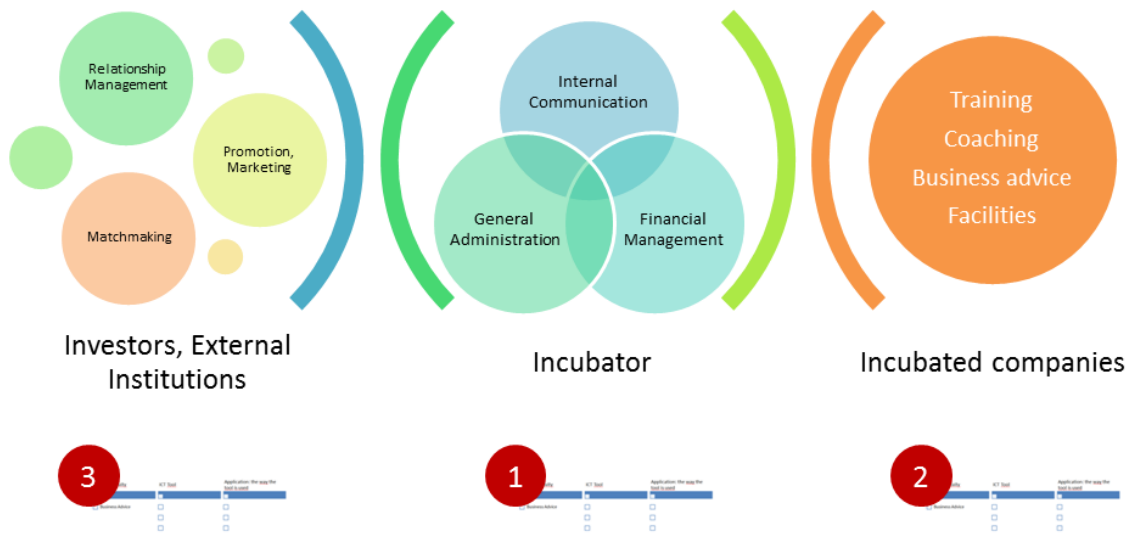 Relationship
Management
Promotion,
Marketing
Matchmaking
Internal
Communication
General
Administration
Financial
Management
Training
Coaching
Business advice
Facilities
Investors, External
Institutions
Incubator
Incubated companies
3
ICT Tool
Application: the way the
tool is used
Business Advice
1
ICT Tool
Application: the way the
tool is used
Business Advice
2
ICT Tool
Application: the way the
tool is used
Business Advice